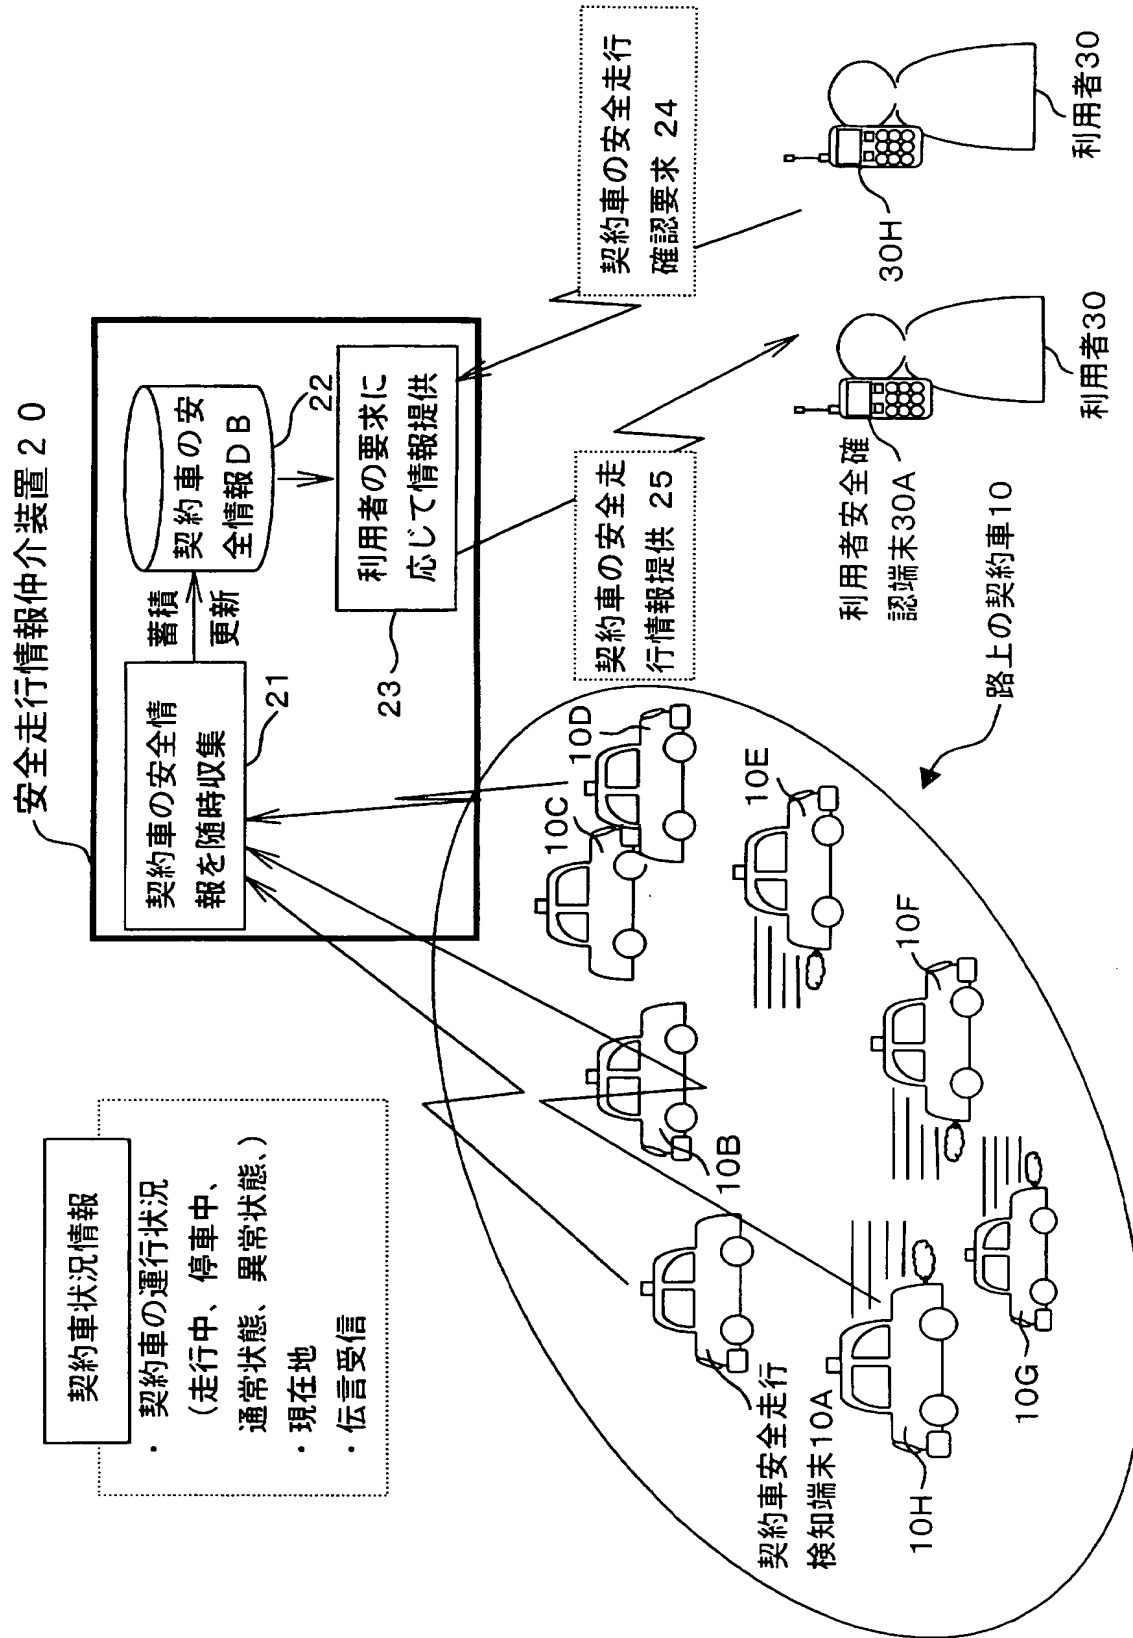 安全走行情報仲介装置20
契約車状況情報
・契約車の運行状況
(走行中、停車中、
通常状態、異常状態、)
・現在地
・伝言受信
契約車の安全情
報を随時収集
21
蓄積
更新
契約車の安
全情報DB
22
利用者の要求に
応じて情報提供
23
契約車の安全走行
確認要求 24
契約車の安全走
行情報提供 25
契約車安全走行
検知端末10A
10B
10C
10D
10E
10F
10G
10H
路上の契約車10
利用者安全確
認端末30A
利用者30
30H
利用者30